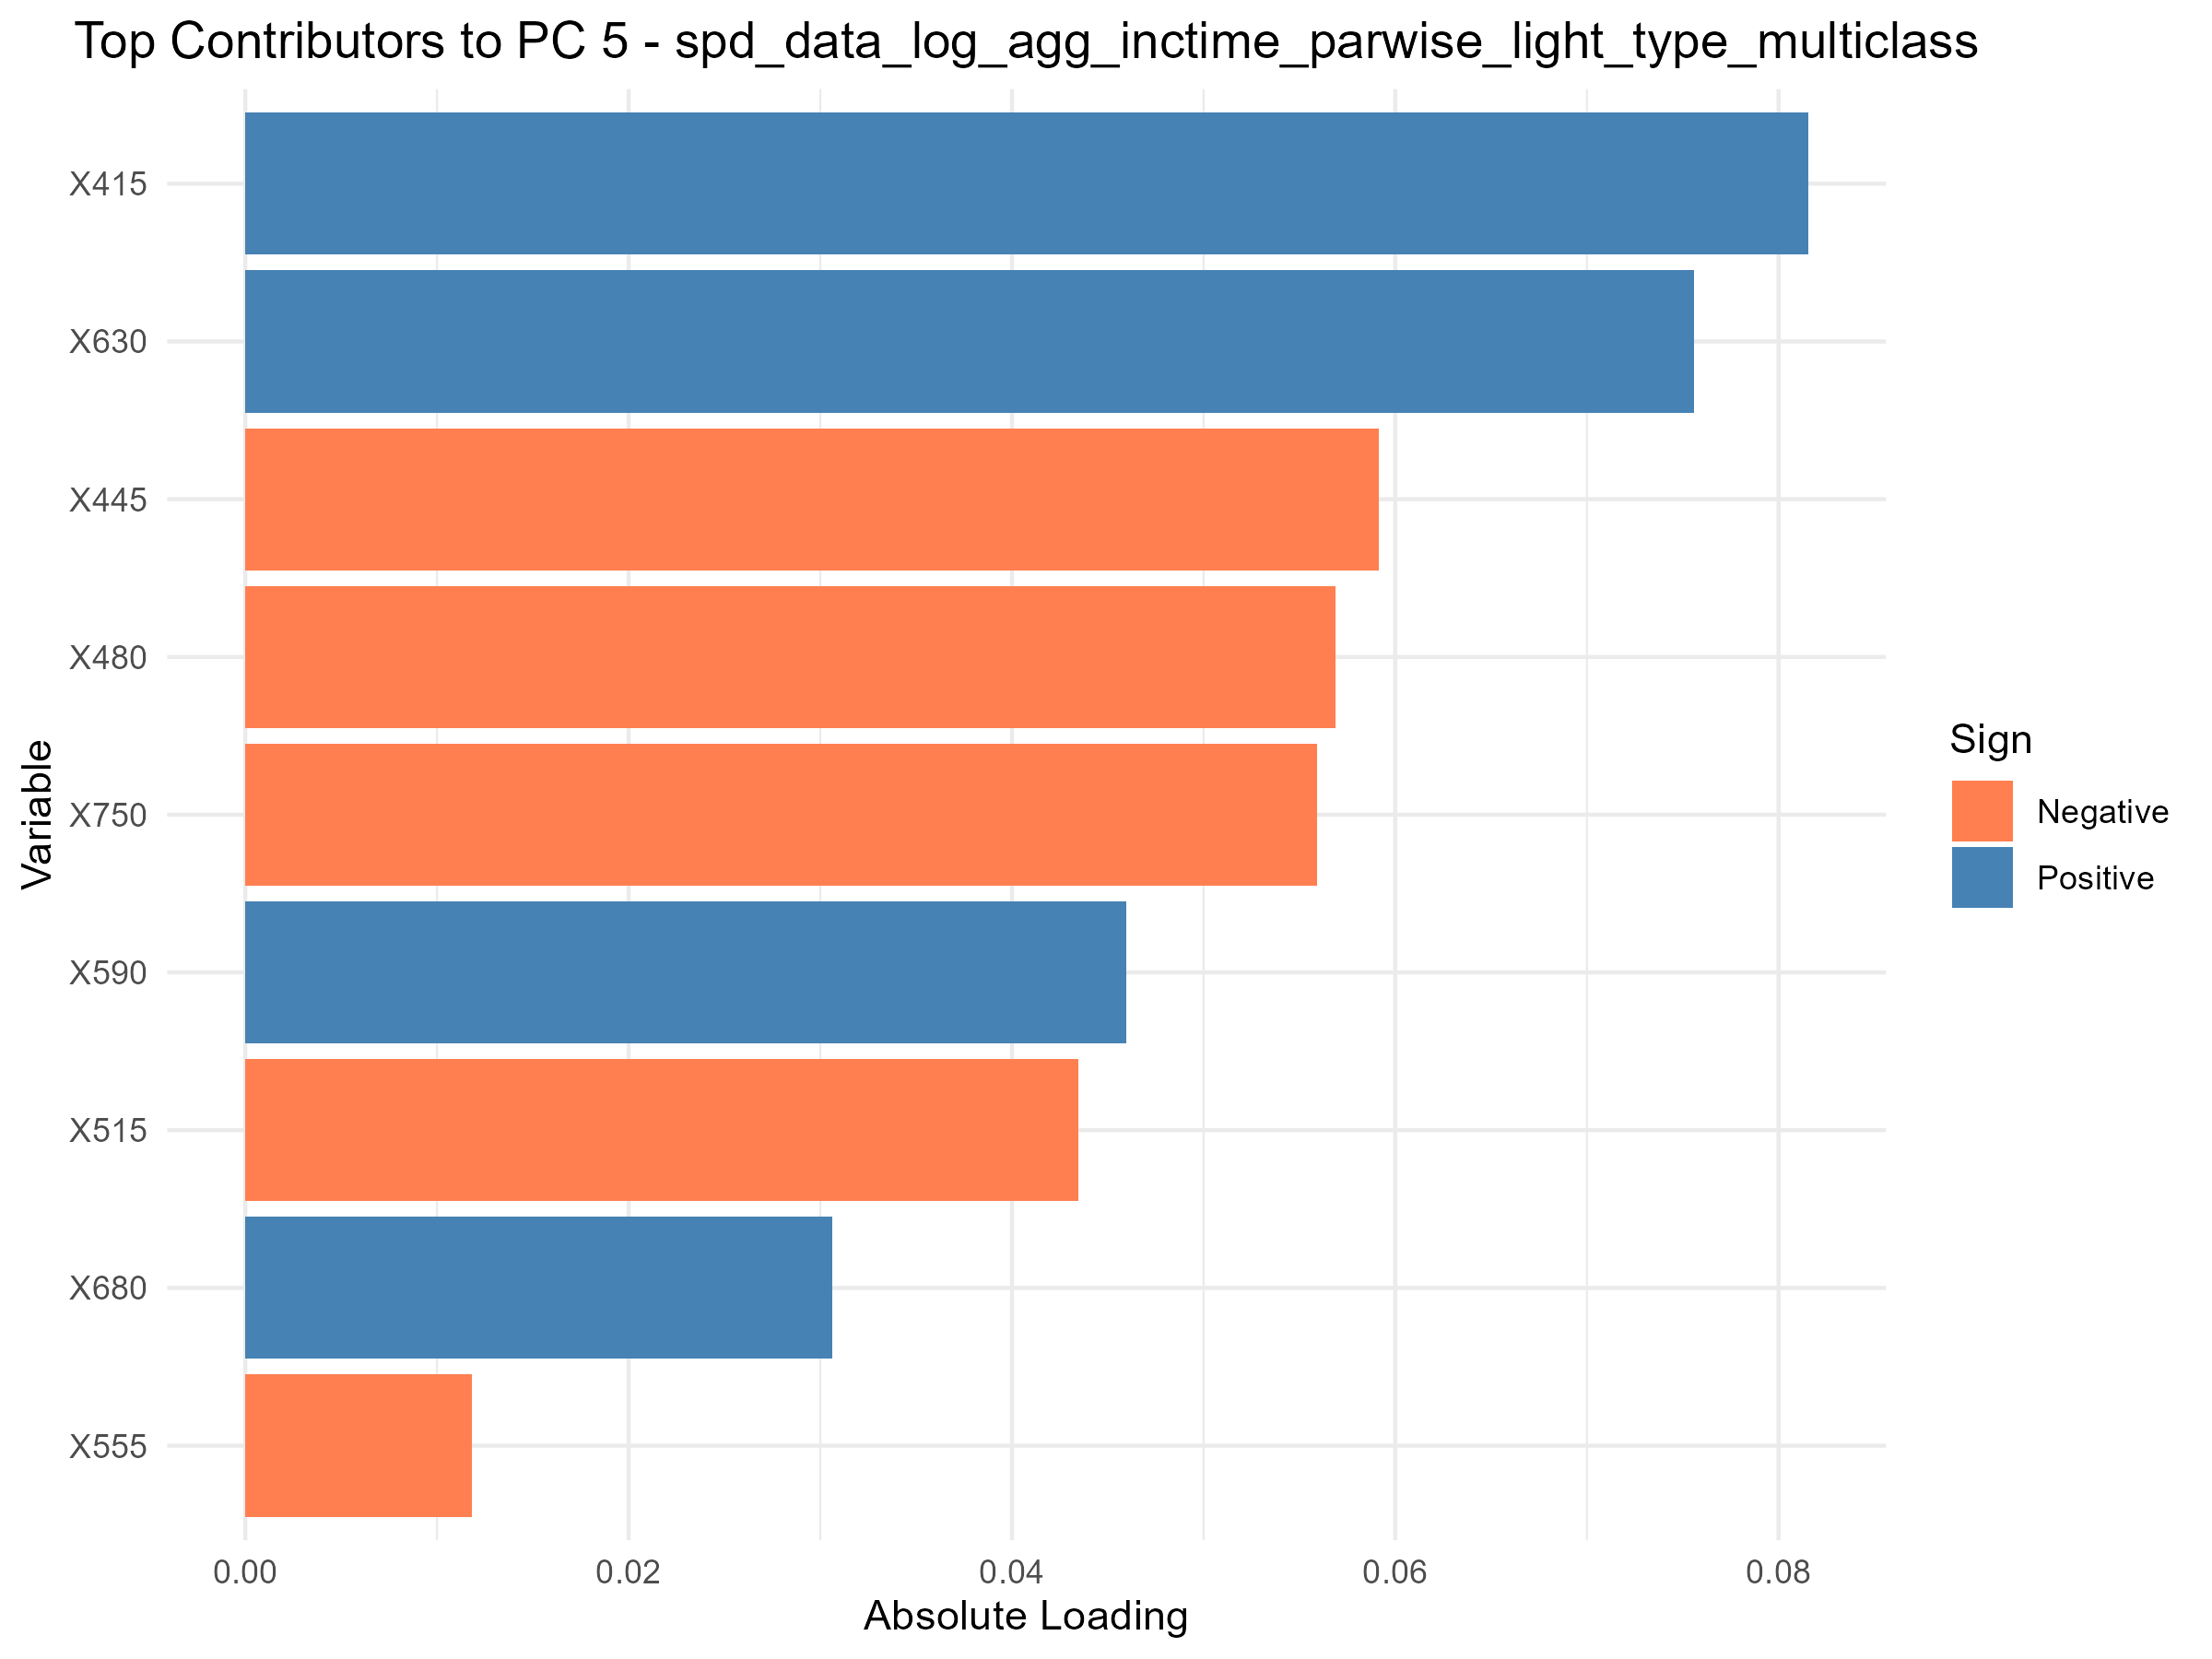 Top Contributors to PC 5 - spd_data_log_agg_inctime_parwise_light_type_multiclass
X415
X630
X445
X480
X750
X590
X515
X680
X555
Variable
0.00 0.02 0.04 0.06 0.08
Absolute Loading
Sign
Negative
Positive